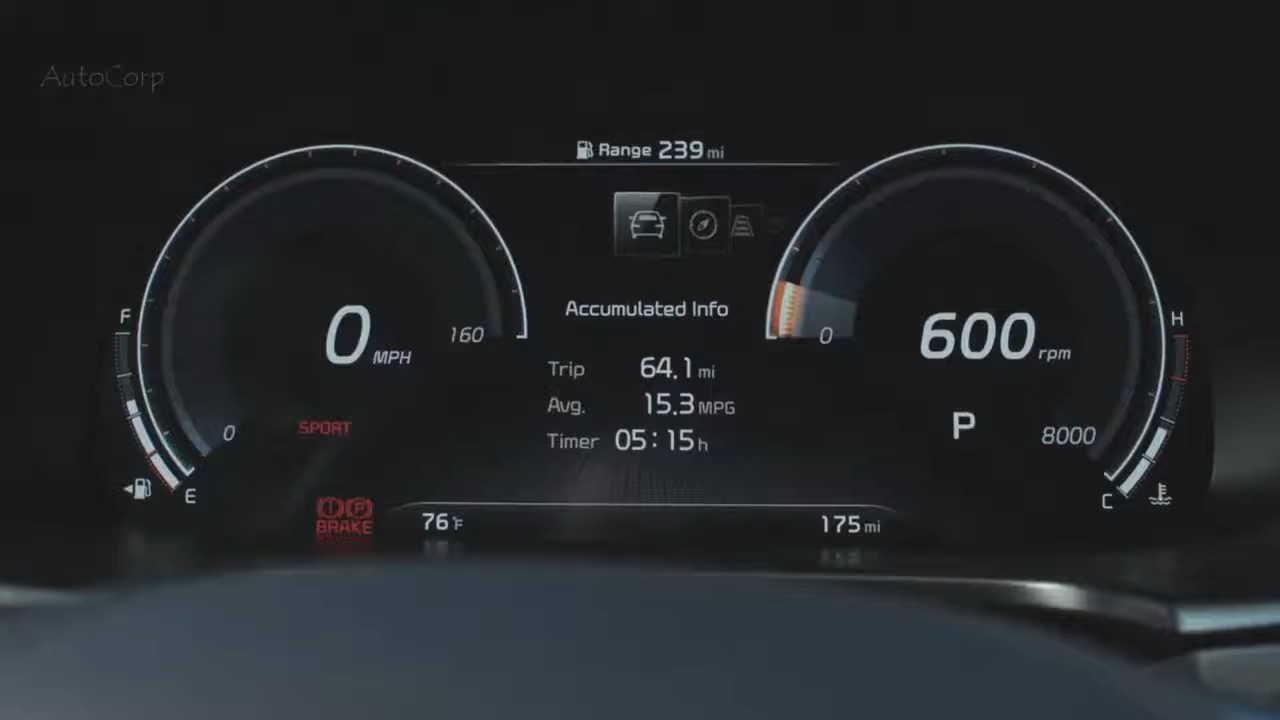 AutoCorp
Range 239 mi
Accumulated Info
F
160
0
H
0 MPH
600 rpm
Trip 64.1 mi
Avg. 15.3 MPG
Timer 05:15 h
0
SPORT
P
8000
E
C
BRAKE
76°F
175 mi